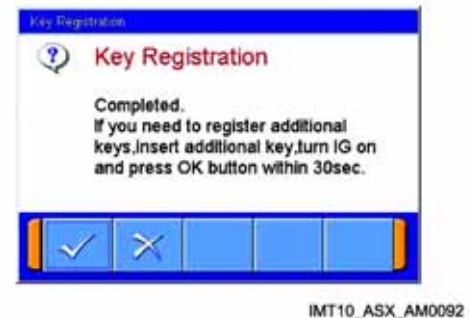 Key Registration
Key Registration
Completed.
If you need to register additional
keys,insert additional key,turn IG on
and press OK button within 30sec.
IMT10_ASX_AM0092